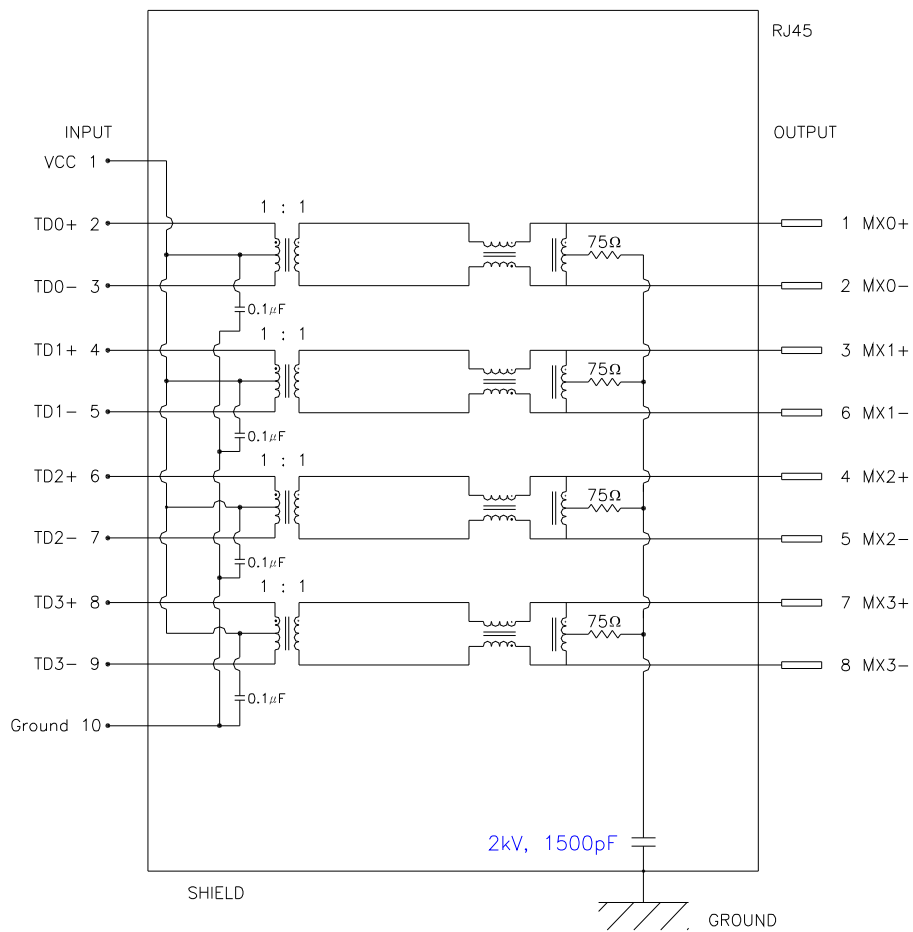 RJ45
INPUT
OUTPUT
VCC 1
1 : 1
TD0+ 2
1 MX0+
75Ω
TD0- 3
2 MX0-
0.1μF
1 : 1
TD1+ 4
3 MX1+
75Ω
TD1- 5
6 MX1-
0.1μF
1 : 1
TD2+ 6
4 MX2+
75Ω
TD2- 7
5 MX2-
0.1μF
1 : 1
TD3+ 8
7 MX3+
75Ω
TD3- 9
8 MX3-
0.1μF
Ground 10
2kV, 1500pF
SHIELD
GROUND